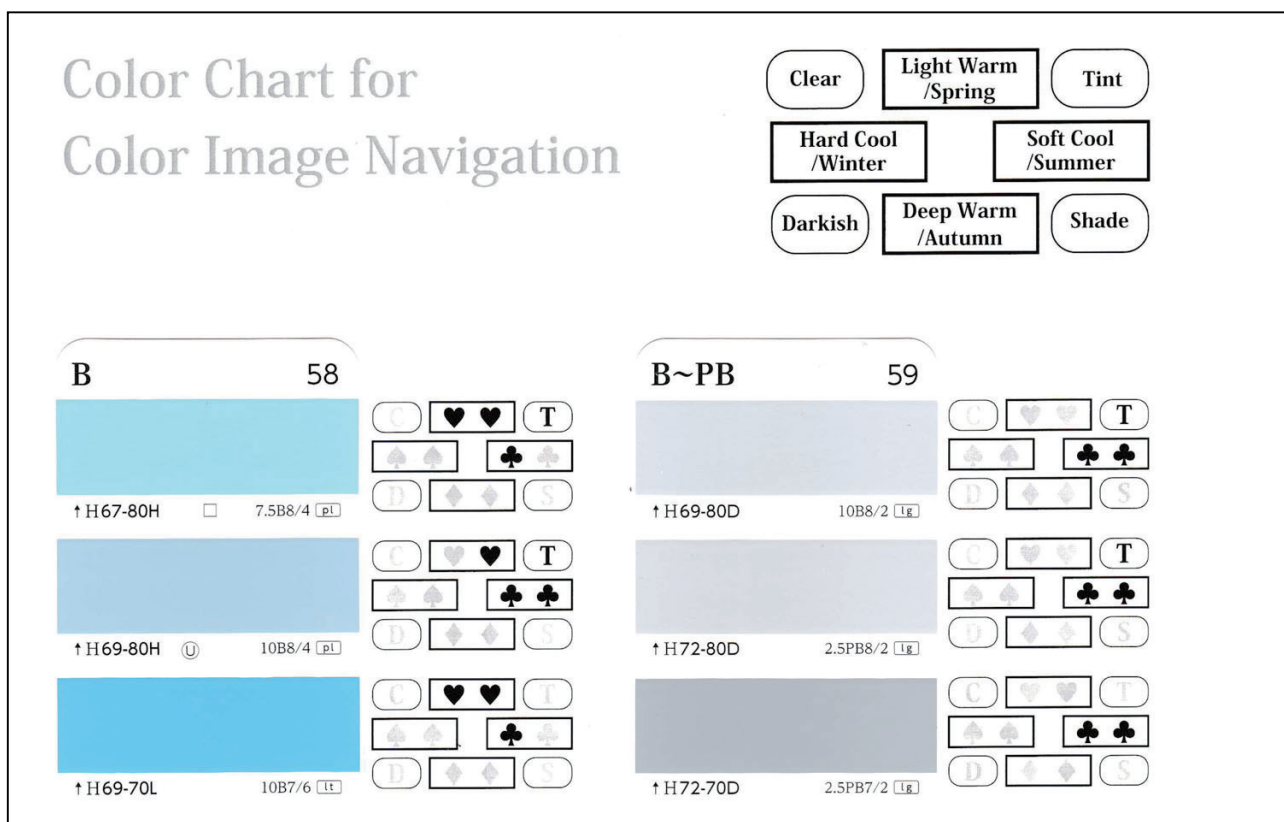 Color Chart for
Color Image Navigation
Clear
Light Warm
/Spring
Tint
Hard Cool
/Winter
Soft Cool
/Summer
Darkish
Deep Warm
/Autumn
Shade
B 58
C ♥ ♥ T
♠ ♠ ♣ ♣
D ♦ ♦ S
↑H67-80H □ 7.5B8/4 pl
C ♥ ♥ T
♠ ♠ ♣ ♣
D ♦ ♦ S
↑H69-80H Ⓤ 10B8/4 pl
C ♥ ♥ T
♠ ♠ ♣ ♣
D ♦ ♦ S
↑H69-70L 10B7/6 lt
B~PB 59
C ♥ ♥ T
♠ ♠ ♣ ♣
D ♦ ♦ S
↑H69-80D 10B8/2 lg
C ♥ ♥ T
♠ ♠ ♣ ♣
D ♦ ♦ S
↑H72-80D 2.5PB8/2 lg
C ♥ ♥ T
♠ ♠ ♣ ♣
D ♦ ♦ S
↑H72-70D 2.5PB7/2 lg